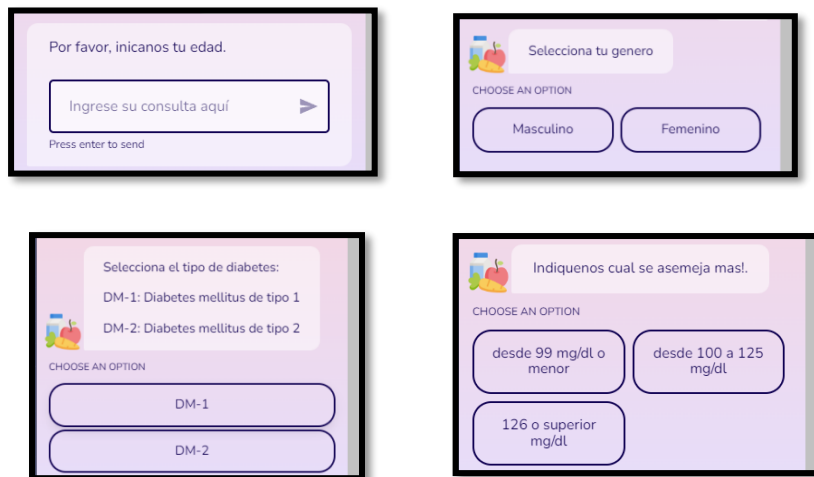 Por favor, inicanos tu edad.
Ingrese su consulta aquí
Press enter to send
Selecciona tu genero
CHOOSE AN OPTION
Masculino
Femenino
Selecciona el tipo de diabetes:
DM-1: Diabetes mellitus de tipo 1
DM-2: Diabetes mellitus de tipo 2
CHOOSE AN OPTION
DM-1
DM-2
Indiquenos cual se asemeja mas!.
CHOOSE AN OPTION
desde 99 mg/dl o
menor
desde 100 a 125
mg/dl
126 o superior
mg/dl